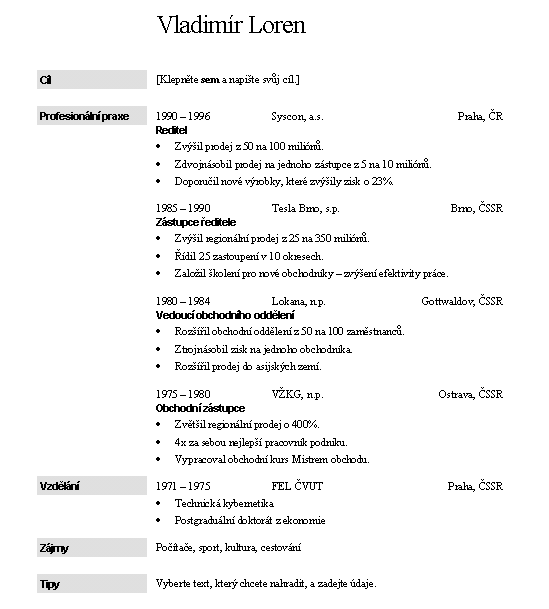 Vladimír Loren
Cíl [Klepněte sem a napište svůj cíl.]
Profesionální praxe 1990 – 1996 Syscon, a.s. Praha, ČR
Ředitel
• Zvýšil prodej z 50 na 100 miliónů.
• Zdvojnásobil prodej na jednoho zástupce z 5 na 10 miliónů.
• Doporučil nové výrobky, které zvýšily zisk o 23%.
1985 – 1990 Tesla Brno, s.p. Brno, ČSSR
Zástupce ředitele
• Zvýšil regionální prodej z 25 na 350 miliónů.
• Řídil 25 zastoupení v 10 okresech.
• Založil školení pro nové obchodníky – zvýšení efektivity práce.
1980 – 1984 Lokana, n.p. Gottwaldov, ČSSR
Vedoucí obchodního oddělení
• Rozšířil obchodní oddělení z 50 na 100 zaměstnanců.
• Ztrojnásobil zisk na jednoho obchodníka.
• Rozšířil prodej do asijských zemí.
1975 – 1980 VŽKG, n.p. Ostrava, ČSSR
Obchodní zástupce
• Zvětšil regionální prodej o 400%.
• 4x za sebou nejlepší pracovník podniku.
• Vypracoval obchodní kurs Mistrem obchodu.
Vzdělání 1971 – 1975 FEL ČVUT Praha, ČSSR
• Technická kybernetika
• Postgraduální doktorát z ekonomie
Zájmy Počítače, sport, kultura, cestování
Tipy Vyberte text, který chcete nahradit, a zadejte údaje.